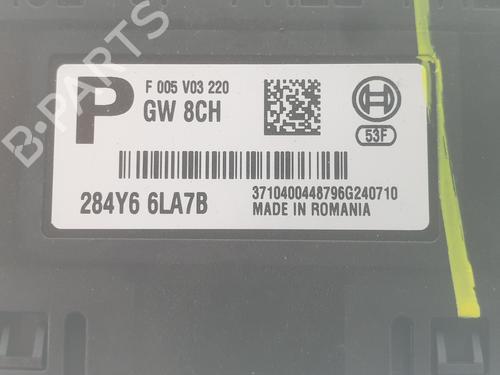 P
F 005 V03 220
GW 8CH
53F
284Y6 6LA7B
3710400448796G240710
MADE IN ROMANIA
B-PARTS